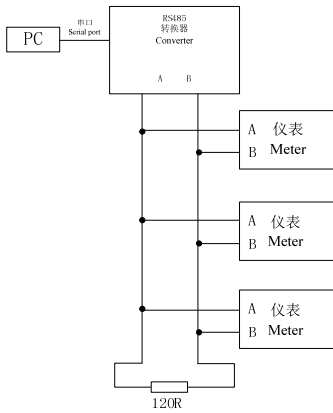 PC
串口
Serial port
RS485
转换器
Converter
A B
A 仪表
B Meter
A 仪表
B Meter
A 仪表
B Meter
120R